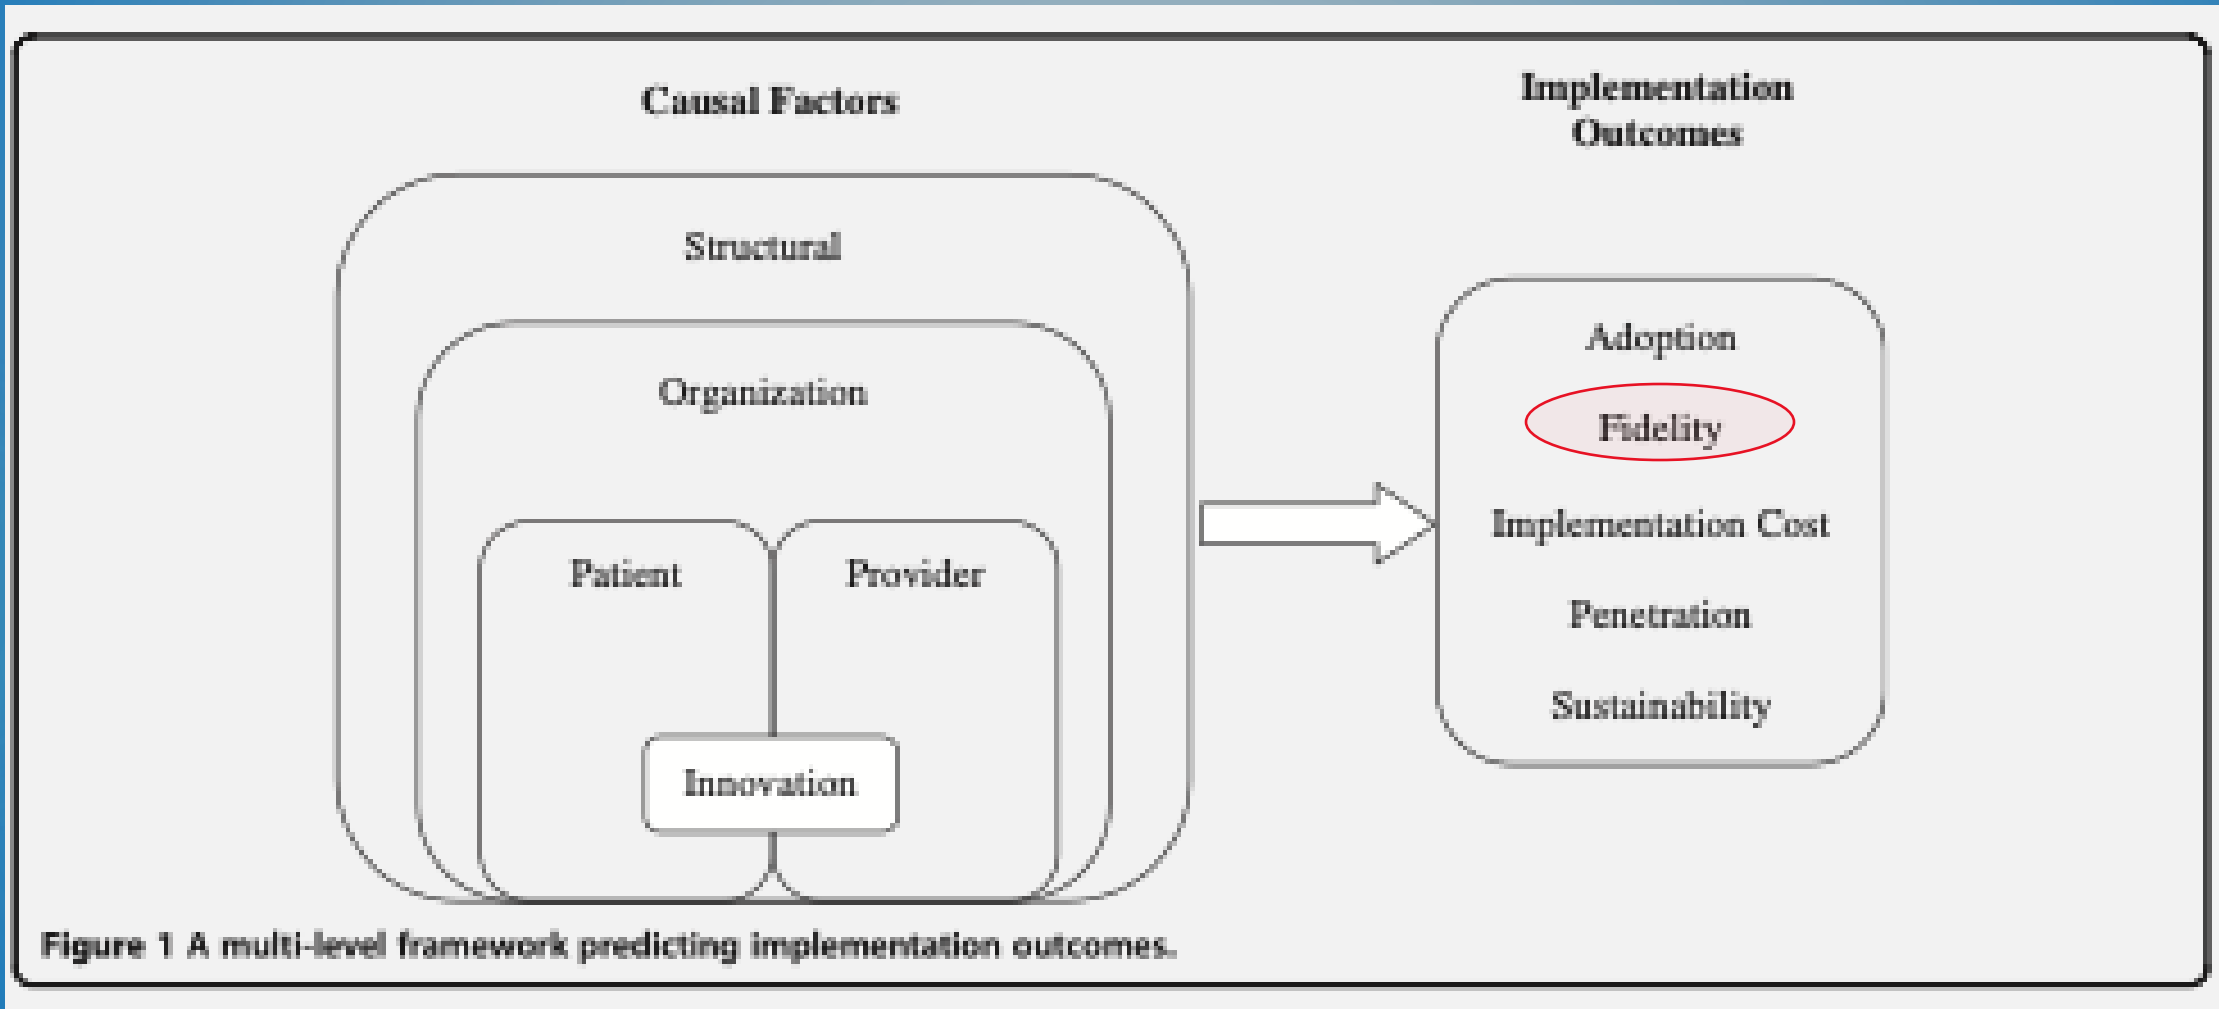 Causal Factors
Implementation
Outcomes
Structural
Organization
Patient
Provider
Innovation
Adoption
Fidelity
Implementation Cost
Penetration
Sustainability
Figure 1 A multi-level framework predicting implementation outcomes.